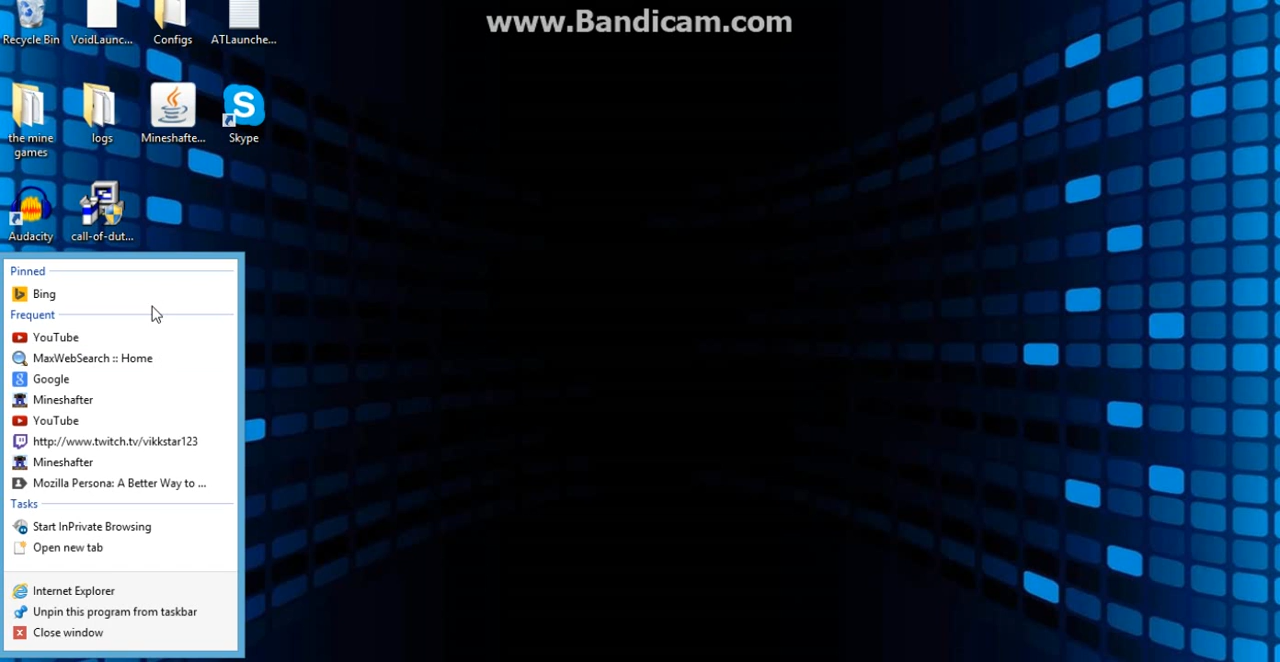 www.Bandicam.com
Recycle Bin
VoidLaunc...
Configs
ATLaunche...
the mine
games
logs
Mineshafte...
Skype
Audacity
call-of-dut...
Pinned
Bing
Frequent
YouTube
MaxWebSearch :: Home
Google
Mineshafter
YouTube
http://www.twitch.tv/vikkstar123
Mineshafter
Mozilla Persona: A Better Way to ...
Tasks
Start InPrivate Browsing
Open new tab
Internet Explorer
Unpin this program from taskbar
Close window